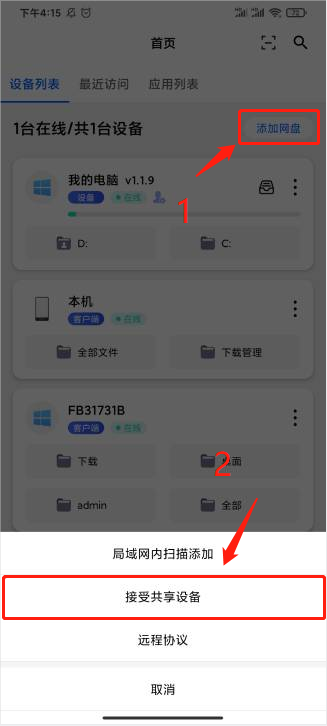 下午4:15
72
首页
设备列表
最近访问
应用列表
1台在线/共1台设备
添加网盘
我的电脑 v1.1.9
设备
在线
1
D:
C:
本机
客户端
在线
全部文件
下载管理
FB31731B
客户端
在线
下载
桌面
2
admin
全部
局域网内扫描添加
接受共享设备
远程协议
取消